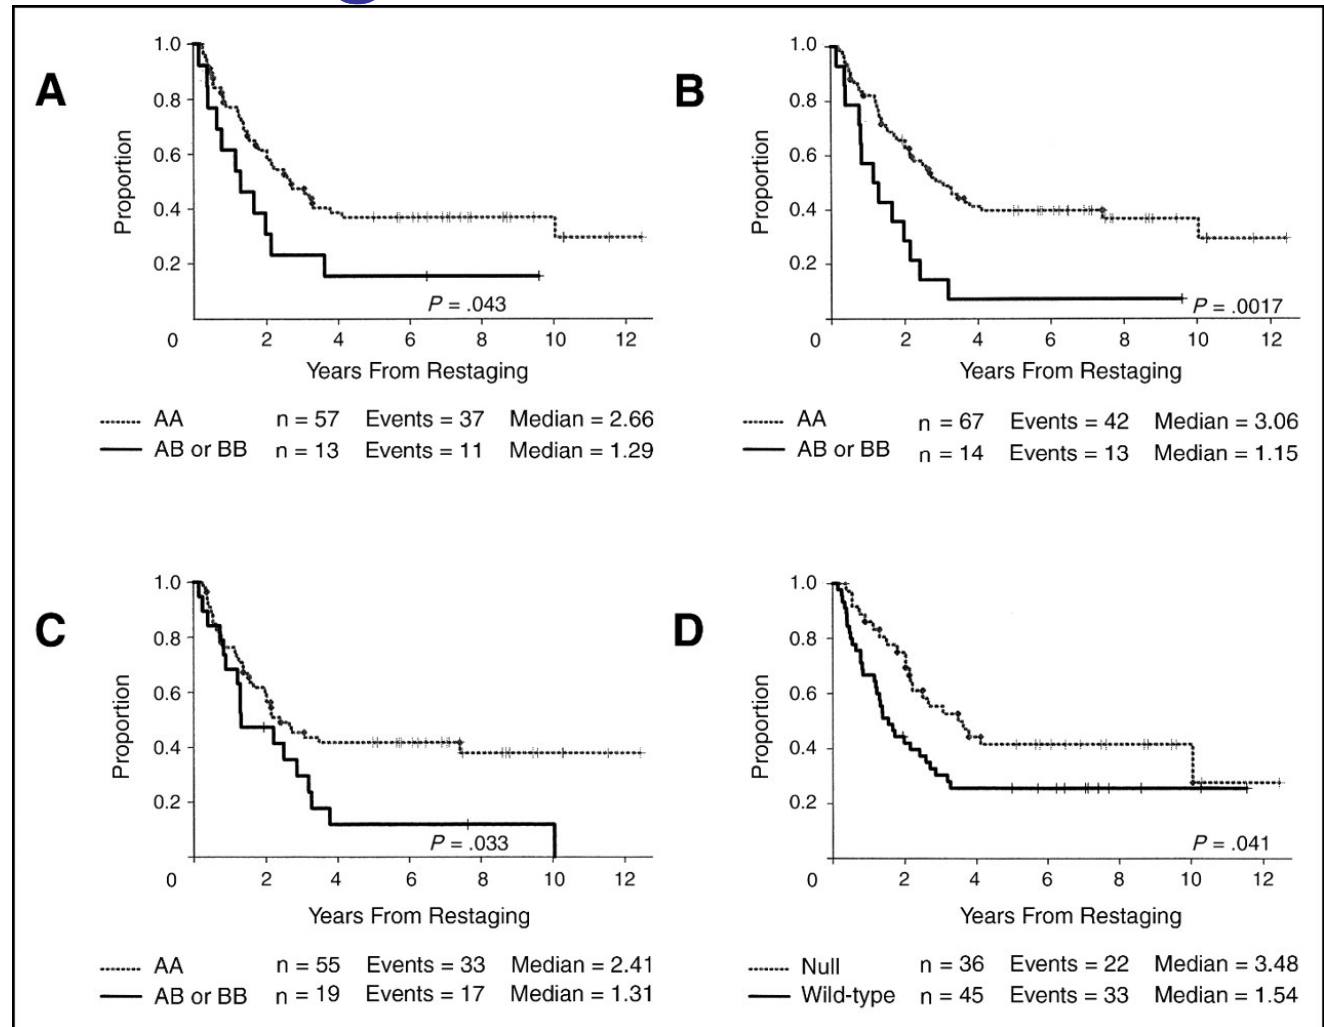 A
1.0
0.8
0.6
0.4
0.2
Proportion
P = .043
0 2 4 6 8 10 12
Years From Restaging
AA n = 57 Events = 37 Median = 2.66
AB or BB n = 13 Events = 11 Median = 1.29
B
1.0
0.8
0.6
0.4
0.2
Proportion
P = .0017
0 2 4 6 8 10 12
Years From Restaging
AA n = 67 Events = 42 Median = 3.06
AB or BB n = 14 Events = 13 Median = 1.15
C
1.0
0.8
0.6
0.4
0.2
Proportion
P = .033
0 2 4 6 8 10 12
Years From Restaging
AA n = 55 Events = 33 Median = 2.41
AB or BB n = 19 Events = 17 Median = 1.31
D
1.0
0.8
0.6
0.4
0.2
Proportion
P = .041
0 2 4 6 8 10 12
Years From Restaging
Null n = 36 Events = 22 Median = 3.48
Wild-type n = 45 Events = 33 Median = 1.54